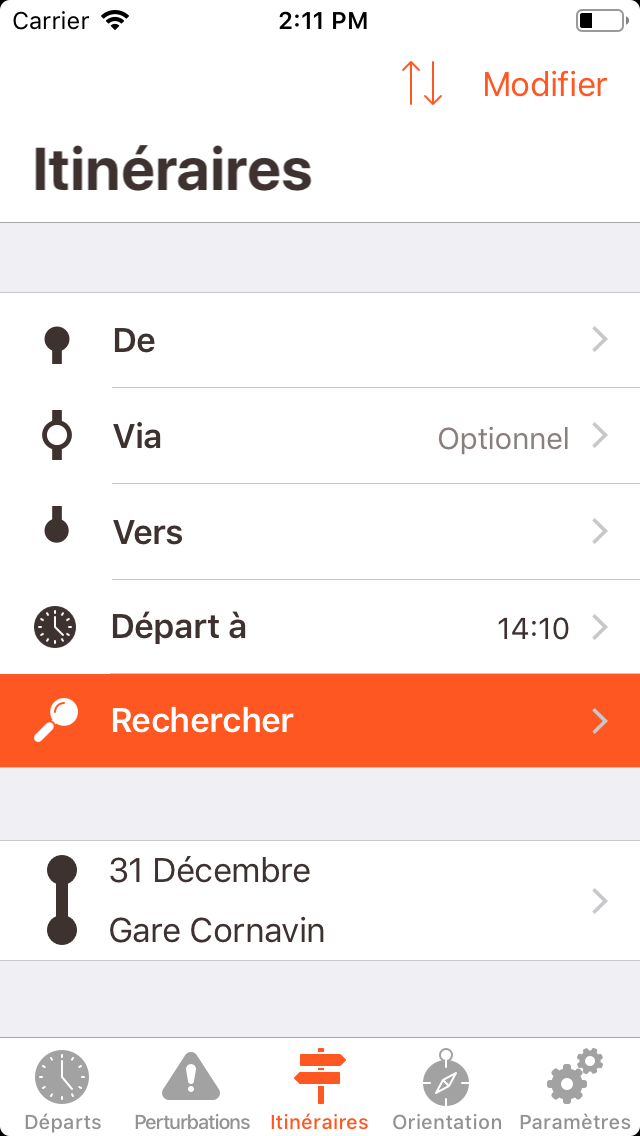 Carrier 2:11 PM
Modifier
Itinéraires
De
Via Optionnel
Vers
Départ à 14:10
Rechercher
31 Décembre
Gare Cornavin
Départs Perturbations Itinéraires Orientation Paramètres